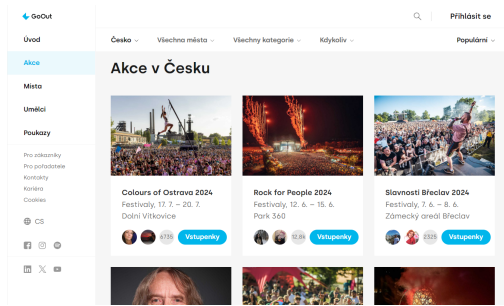 GoOut
Přihlásit se
Úvod
Akce
Místa
Umělci
Poukazy
Pro zákazníky
Pro pořadatele
Kontakty
Kariéra
Cookies
CS
Česko
Všechna města
Všechny kategorie
Kdykoliv
Populární
Akce v Česku
Colours of Ostrava 2024
Festivaly, 17. 7. – 20. 7.
Dolní Vítkovice
6735
Vstupenky
Rock for People 2024
Festivaly, 12. 6. – 15. 6.
Park 360
Vstupenky
Slavnosti Břeclav 2024
Festivaly, 7. 6. – 8. 6.
Zámecký areál Břeclav
2325
Vstupenky